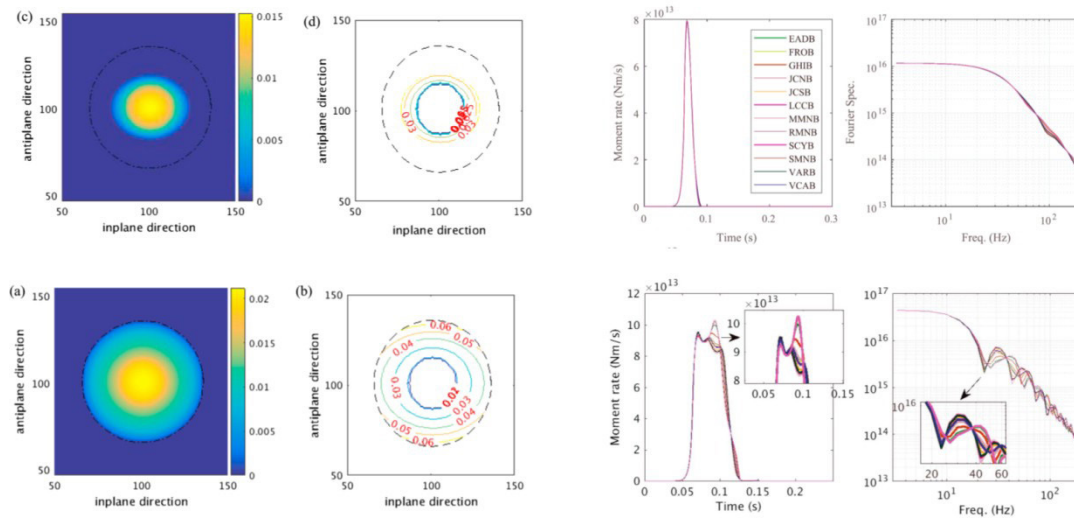 (c)
150
100
50
antiplane direction
50
100
150
inplane direction
0.015
0.01
0.005
0
(d)
150
100
50
antiplane direction
0.03
50
100
150
inplane direction
8 ×10^13
6
4
2
0
Moment rate (Nm/s)
EADB
FROB
GHIB
JCNB
JCSB
LCCB
MMNB
RMNB
SCYB
SMNB
VARB
VCAB
0
0.1
0.2
0.3
Time (s)
10^17
10^16
10^15
10^14
10^13
Fourier Spec.
10^1
10^2
Freq. (Hz)
(a)
150
100
50
antiplane direction
50
100
150
inplane direction
0.02
0.015
0.01
0.005
0
(b)
150
100
50
antiplane direction
0.06
0.04
0.03
0.03
0.04
0.05
0.06
50
100
150
inplane direction
12 ×10^13
10
8
6
4
2
0
Moment rate (Nm/s)
×10^13
10
9
8
0.05
0.1
0.15
0
0.05
0.1
0.15
0.2
Time (s)
10^17
10^16
10^15
10^14
10^13
10^16
20
40
60
10^1
10^2
Freq. (Hz)